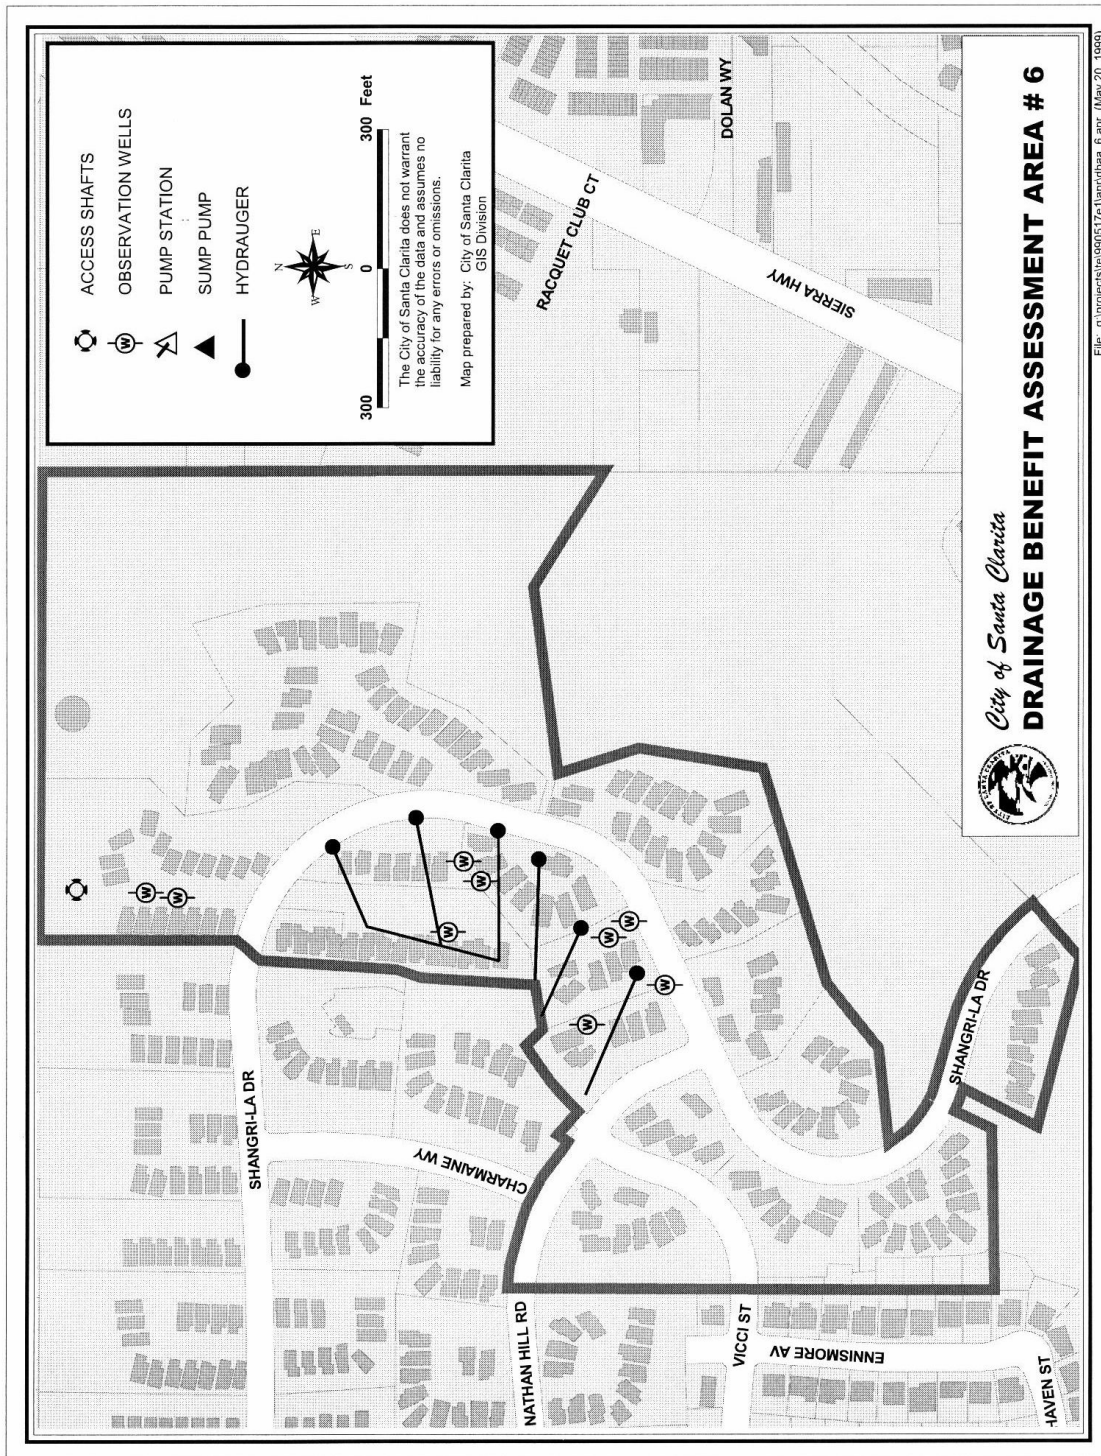 ACCESS SHAFTS
OBSERVATION WELLS
PUMP STATION
SUMP PUMP
HYDRAUGER
N
W
E
S
300
0
300 Feet
The City of Santa Clarita does not warrant
the accuracy of the data and assumes no
liability for any errors or omissions.
Map prepared by: City of Santa Clarita
GIS Division
DOLAN WY
RACQUET CLUB CT
SIERRA HWY
SHANGRI-LA DR
CHARMAINE WY
SHANGRI-LA DR
NATHAN HILL RD
VICCI ST
ENNISMORE AV
HAVEN ST
W
W
W
W
W
W
W
W
W
W
City of Santa Clarita
DRAINAGE BENEFIT ASSESSMENT AREA # 6